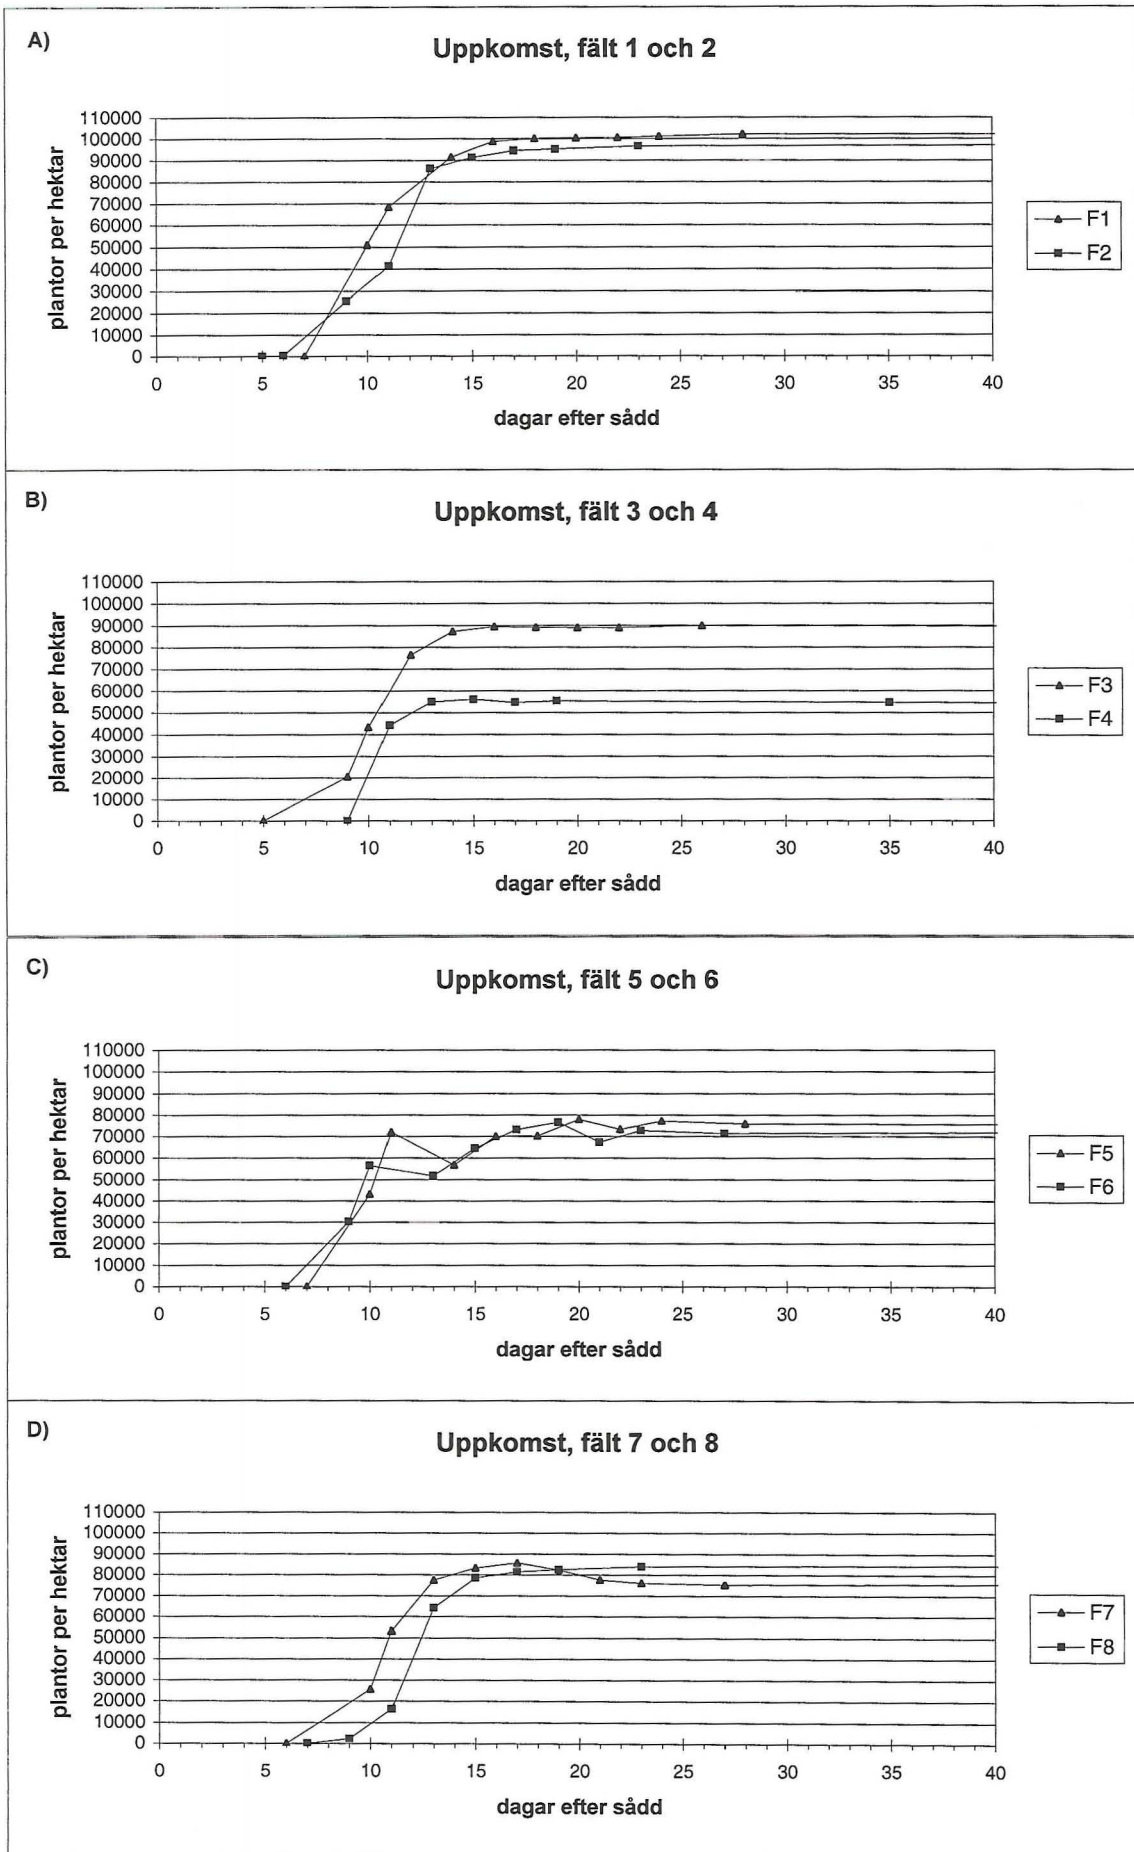 A)
Uppkomst, fält 1 och 2
plantor per hektar
110000
100000
90000
80000
70000
60000
50000
40000
30000
20000
10000
0
0 5 10 15 20 25 30 35 40
dagar efter sådd
F1
F2
B)
Uppkomst, fält 3 och 4
plantor per hektar
110000
100000
90000
80000
70000
60000
50000
40000
30000
20000
10000
0
0 5 10 15 20 25 30 35 40
dagar efter sådd
F3
F4
C)
Uppkomst, fält 5 och 6
plantor per hektar
110000
100000
90000
80000
70000
60000
50000
40000
30000
20000
10000
0
0 5 10 15 20 25 30 35 40
dagar efter sådd
F5
F6
D)
Uppkomst, fält 7 och 8
plantor per hektar
110000
100000
90000
80000
70000
60000
50000
40000
30000
20000
10000
0
0 5 10 15 20 25 30 35 40
dagar efter sådd
F7
F8